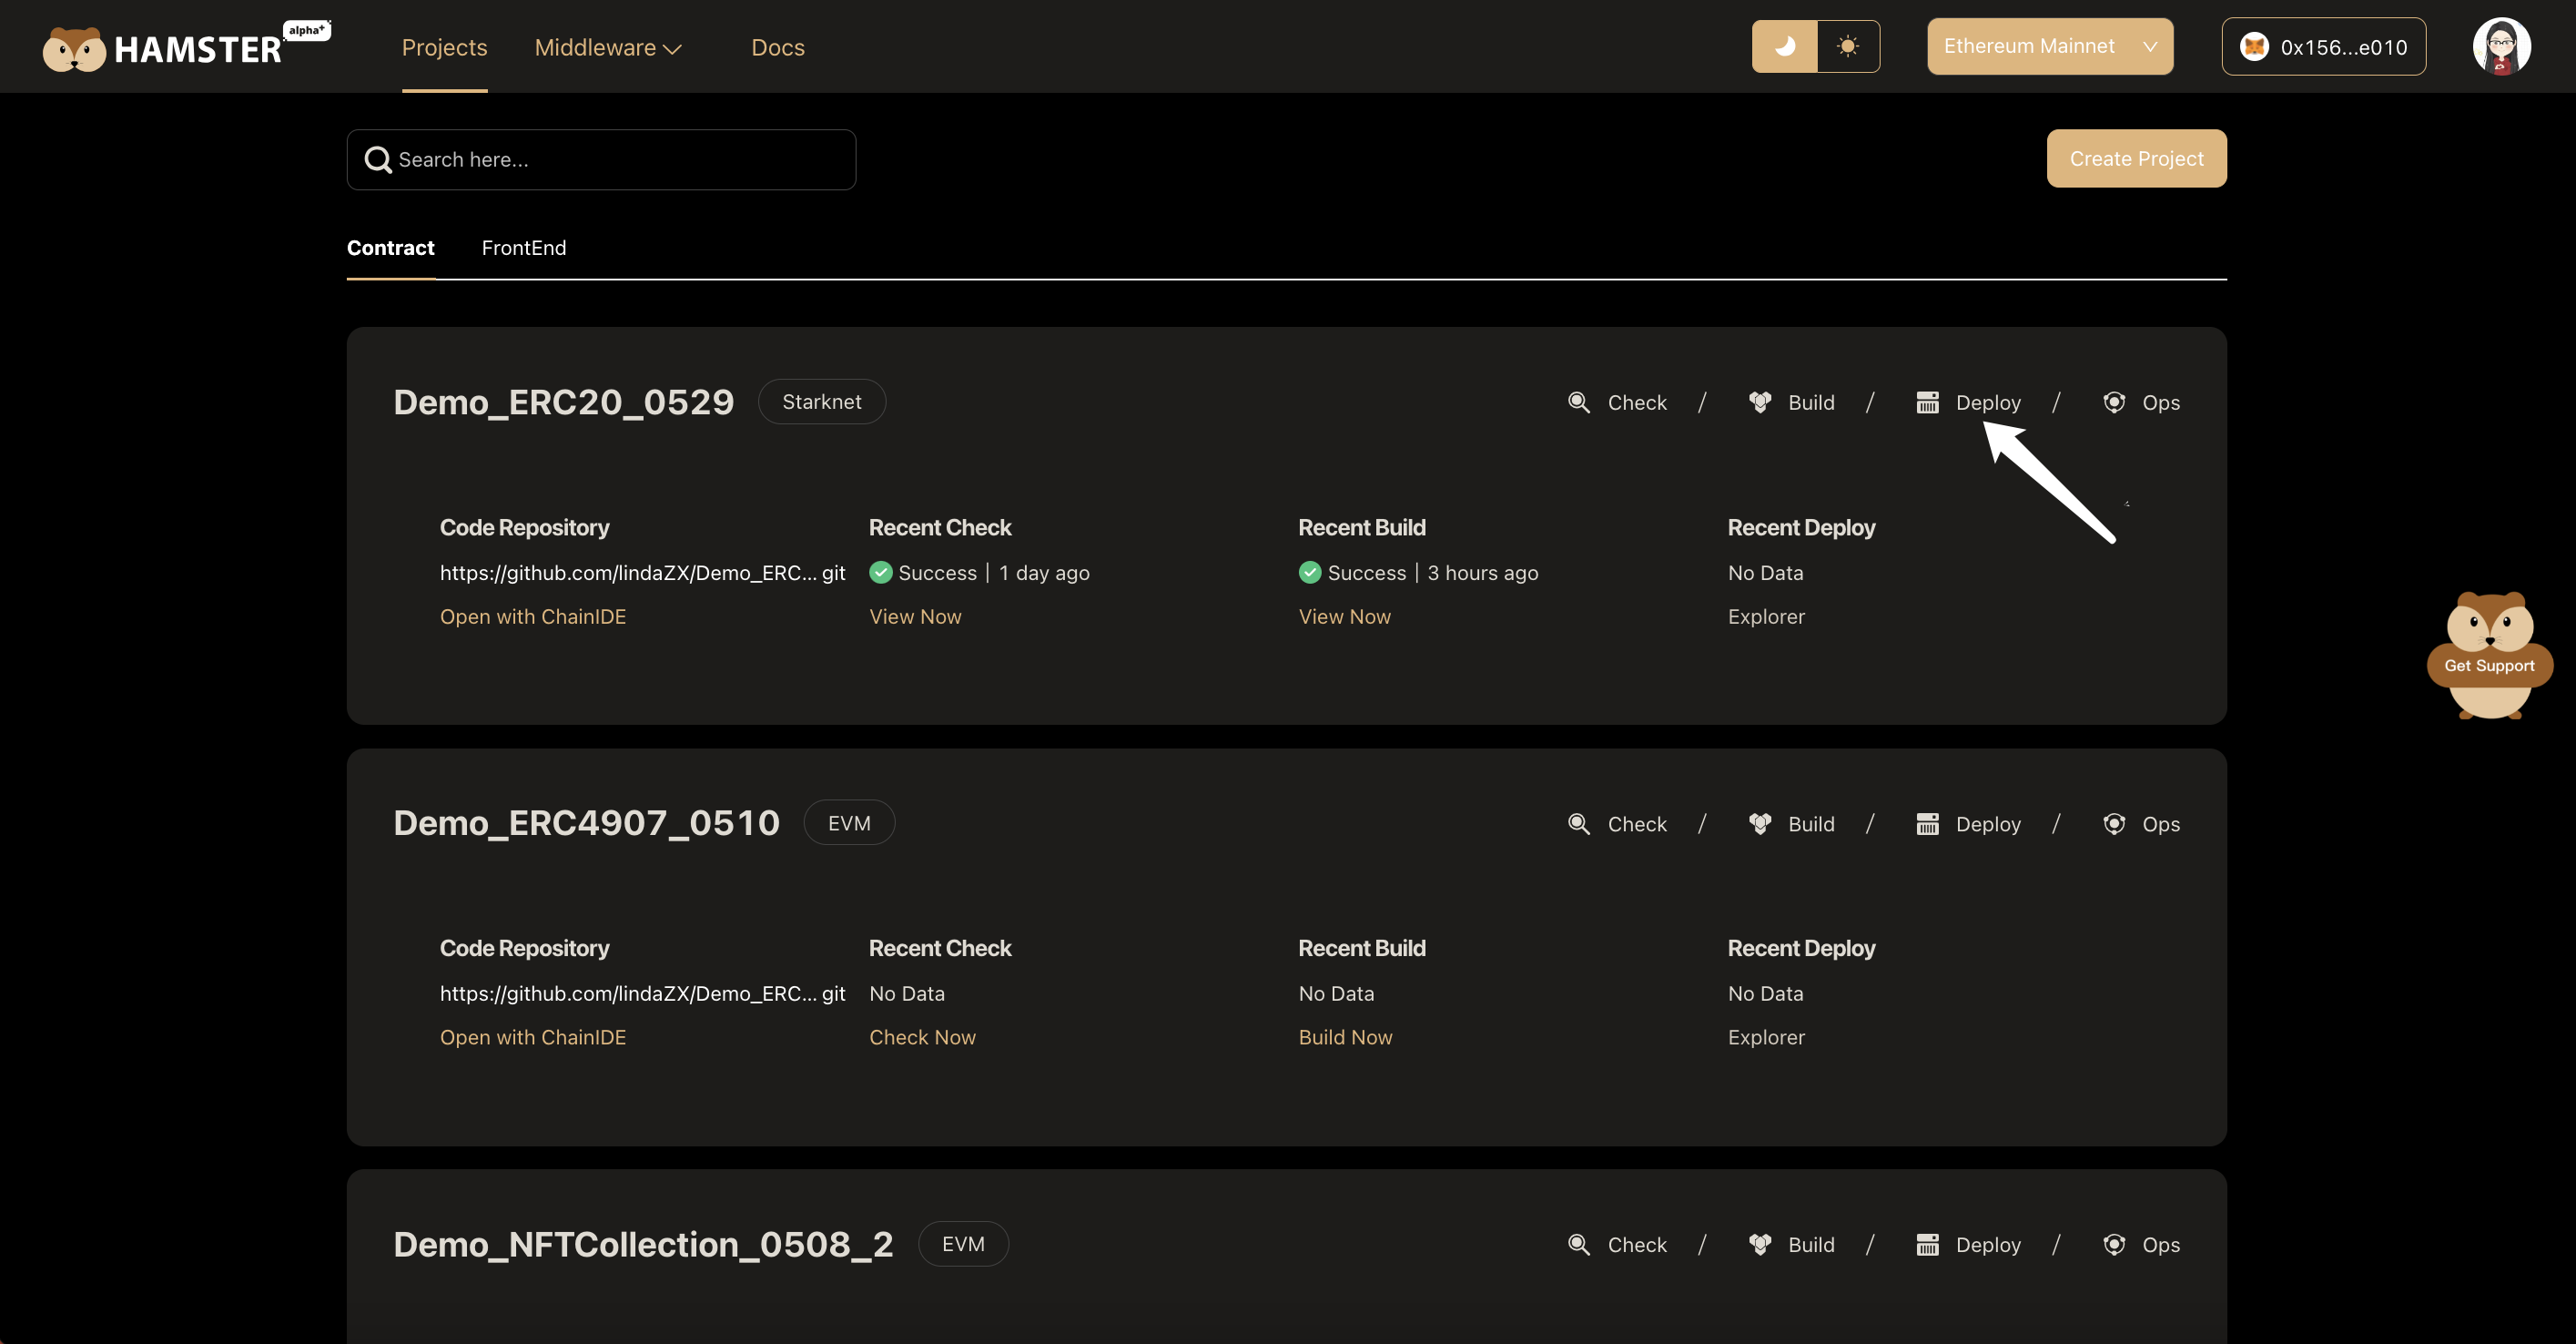 HAMSTER alpha+
Projects Middleware Docs
Ethereum Mainnet
0x156...e010
Search here...
Create Project
Contract FrontEnd
Demo_ERC20_0529 Starknet
Check / Build / Deploy / Ops
Code Repository Recent Check Recent Build Recent Deploy
https://github.com/lindaZX/Demo_ERC... git Success | 1 day ago Success | 3 hours ago No Data
Open with ChainIDE View Now View Now Explorer
Get Support
Demo_ERC4907_0510 EVM
Check / Build / Deploy / Ops
Code Repository Recent Check Recent Build Recent Deploy
https://github.com/lindaZX/Demo_ERC... git No Data No Data No Data
Open with ChainIDE Check Now Build Now Explorer
Demo_NFTCollection_0508_2 EVM
Check / Build / Deploy / Ops